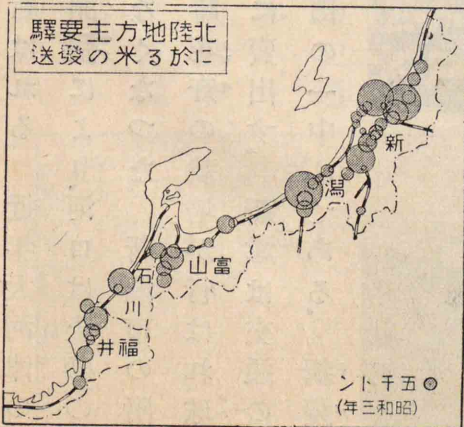 北陸地方主要驛
に於る米の發送
新潟
富山
石川
福井
五千トン
(昭和三年)